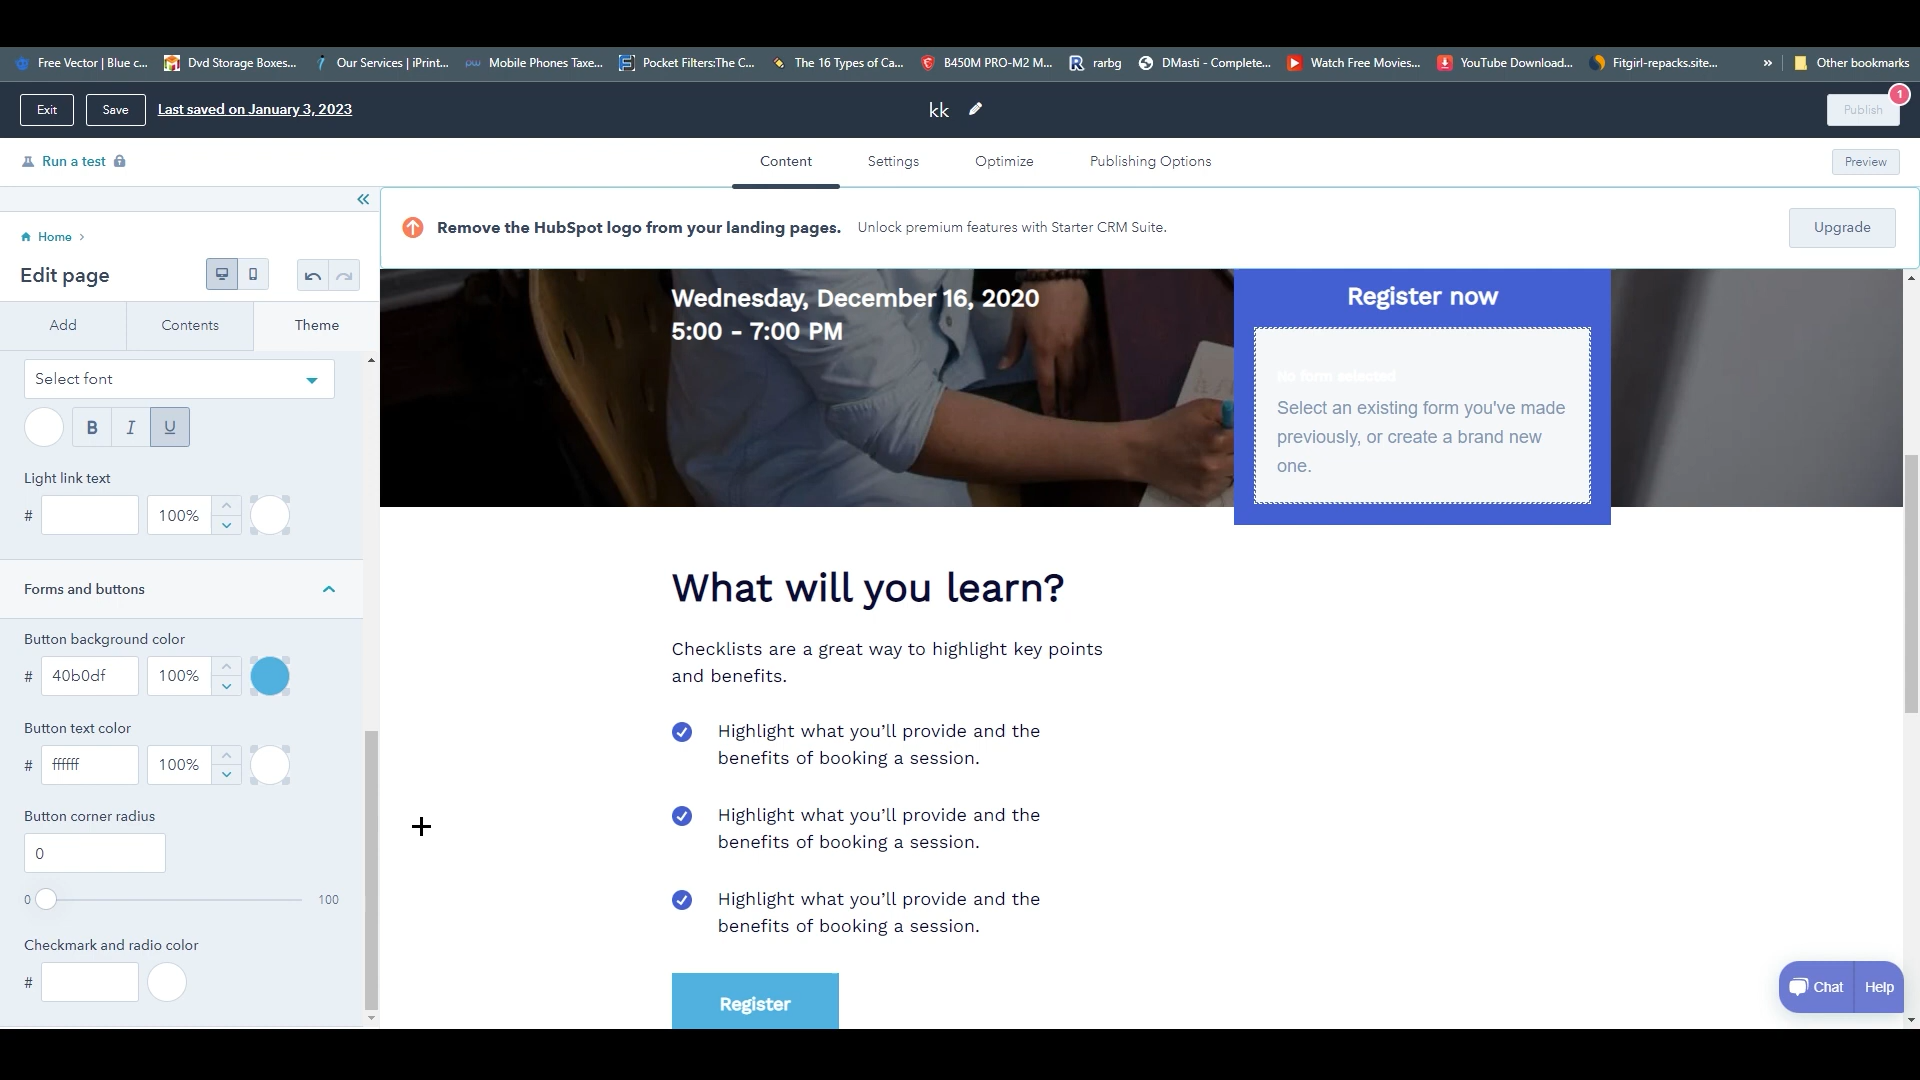 Free Vector | Blue c...
Dvd Storage Boxes...
Our Services | iPrint...
Mobile Phones Taxe...
Pocket Filters:The C...
The 16 Types of Ca...
B450M PRO-M2 M...
rarbg
DMasti - Complete...
Watch Free Movies...
YouTube Download...
Fitgirl-repacks.site...
»
Other bookmarks
Exit
Save
Last saved on January 3, 2023
kk
Publish
1
Run a test
Content
Settings
Optimize
Publishing Options
Preview
Remove the HubSpot logo from your landing pages. Unlock premium features with Starter CRM Suite.
Upgrade
Home
Edit page
Add
Contents
Theme
Select font
B I U
Light link text
#
100%
Forms and buttons
Button background color
# 40b0df
100%
Button text color
# ffffff
100%
Button corner radius
0
0
100
Checkmark and radio color
#
Wednesday, December 16, 2020
5:00 - 7:00 PM
Register now
No form selected
Select an existing form you've made
previously, or create a brand new
one.
What will you learn?
Checklists are a great way to highlight key points
and benefits.
Highlight what you’ll provide and the
benefits of booking a session.
Highlight what you’ll provide and the
benefits of booking a session.
Highlight what you’ll provide and the
benefits of booking a session.
Register
Chat
Help